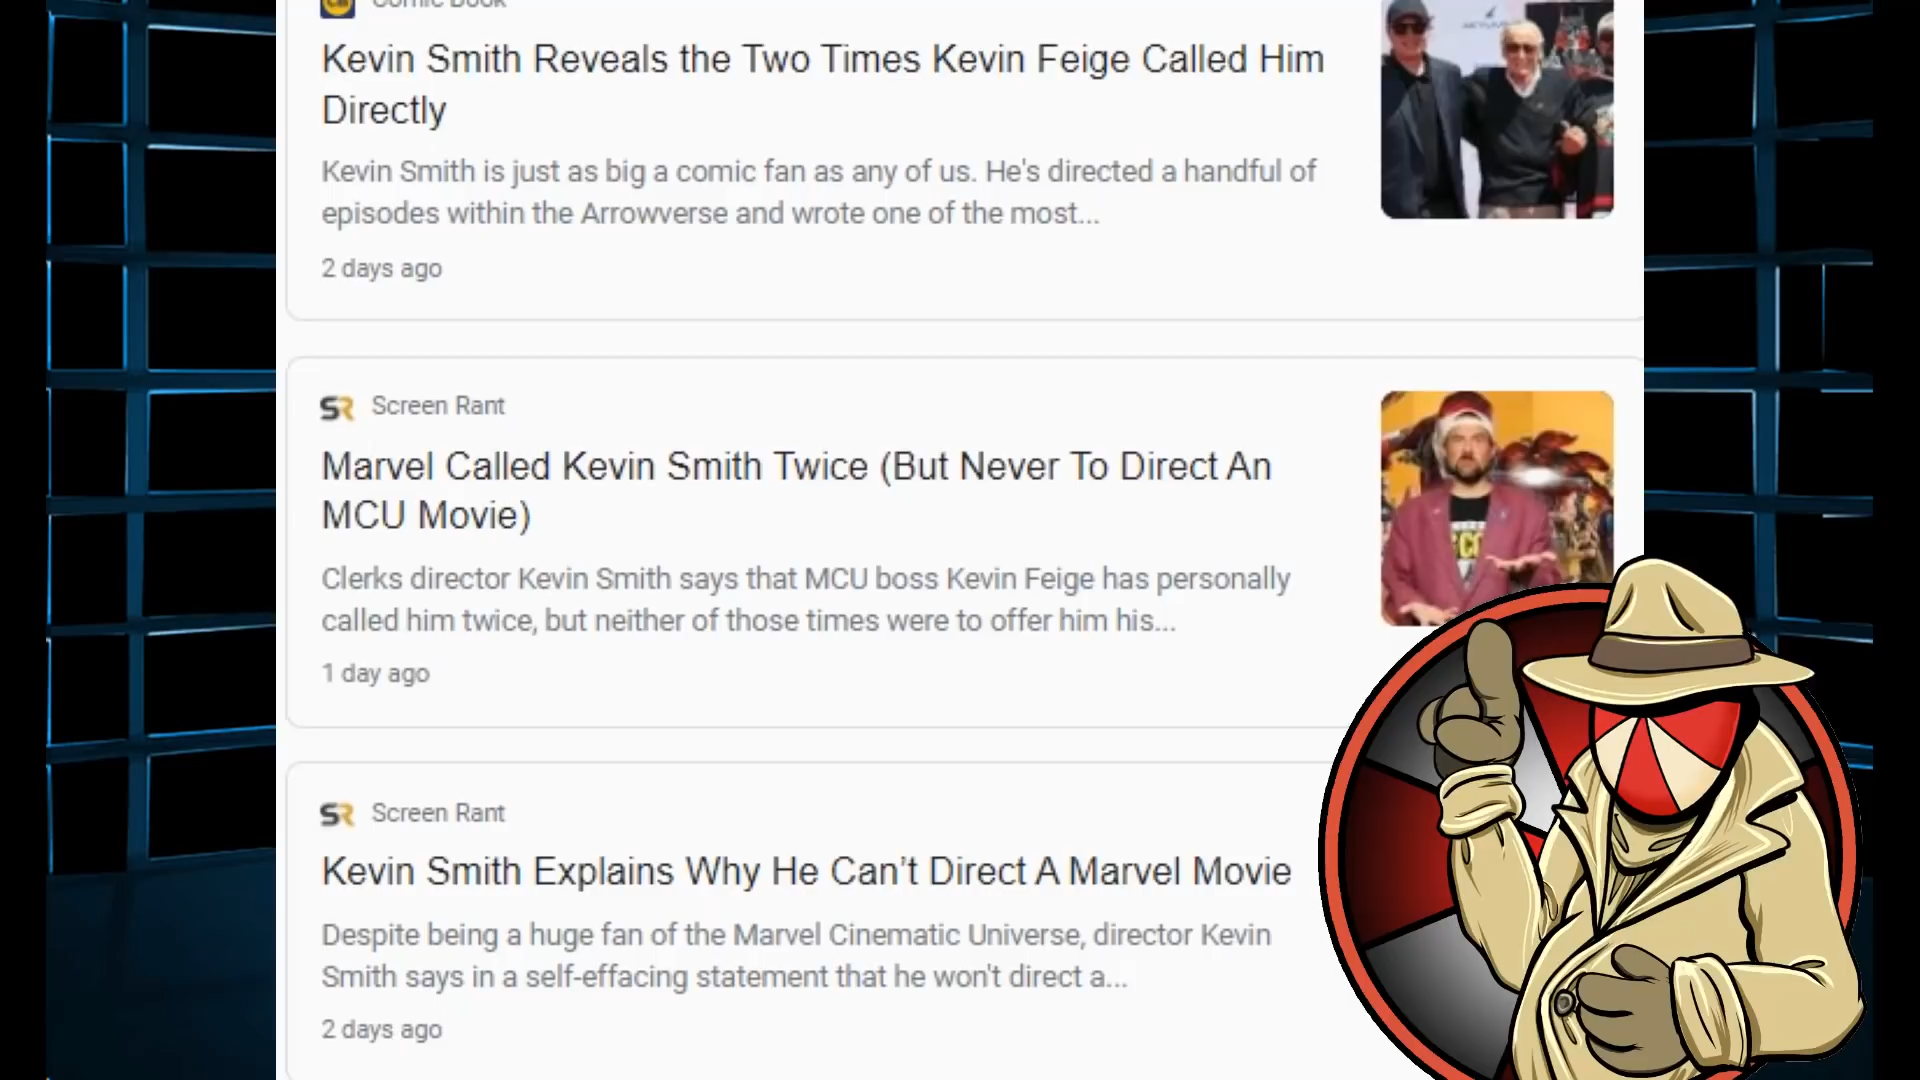 Comic Book
Kevin Smith Reveals the Two Times Kevin Feige Called Him
Directly
Kevin Smith is just as big a comic fan as any of us. He's directed a handful of
episodes within the Arrowverse and wrote one of the most...
2 days ago
SR Screen Rant
Marvel Called Kevin Smith Twice (But Never To Direct An
MCU Movie)
Clerks director Kevin Smith says that MCU boss Kevin Feige has personally
called him twice, but neither of those times were to offer him his...
1 day ago
SR Screen Rant
Kevin Smith Explains Why He Can't Direct A Marvel Movie
Despite being a huge fan of the Marvel Cinematic Universe, director Kevin
Smith says in a self-effacing statement that he won't direct a...
2 days ago